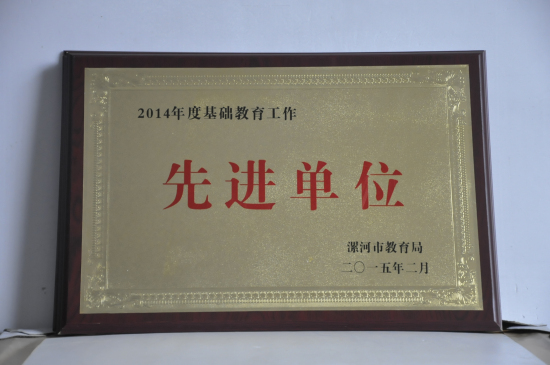 2014年度基础教育工作
先进单位
漯河市教育局
二〇一五年二月